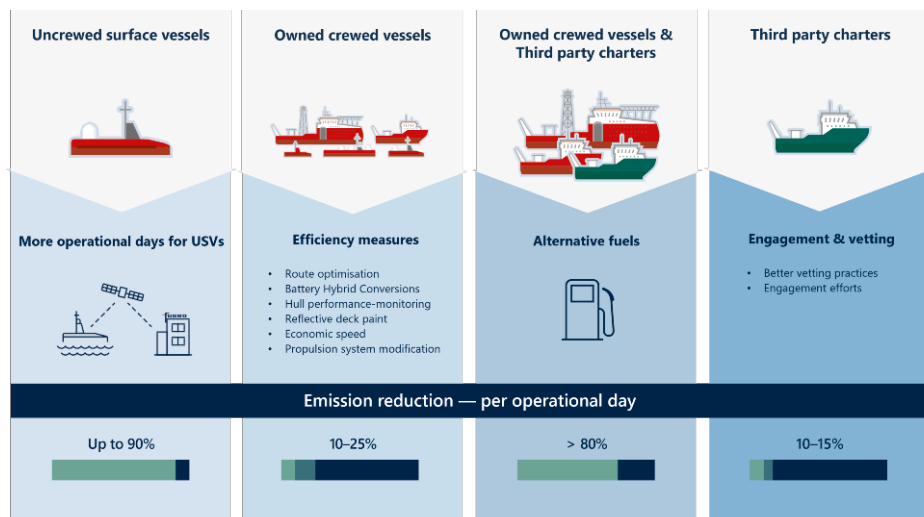 Uncrewed surface vessels
Owned crewed vessels
Owned crewed vessels &
Third party charters
Third party charters
More operational days for USVs
Efficiency measures
• Route optimisation
• Battery Hybrid Conversions
• Hull performance-monitoring
• Reflective deck paint
• Economic speed
• Propulsion system modification
Alternative fuels
Engagement & vetting
• Better vetting practices
• Engagement efforts
Emission reduction — per operational day
Up to 90%
10–25%
> 80%
10–15%